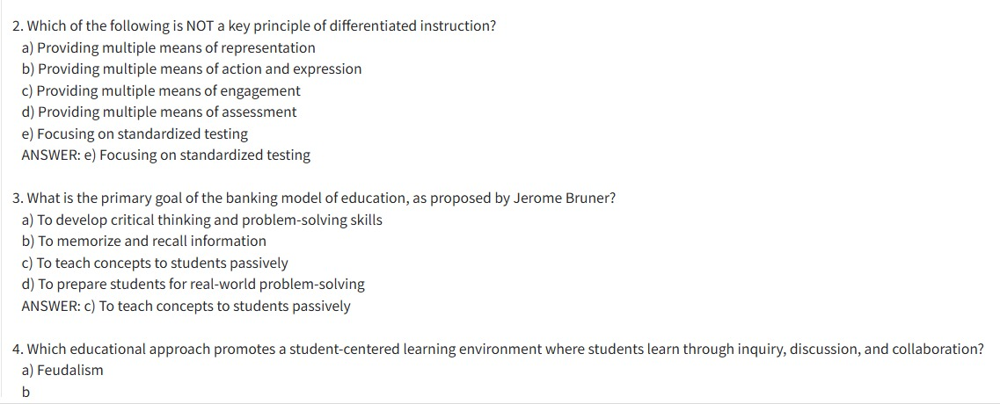 2. Which of the following is NOT a key principle of differentiated instruction?
a) Providing multiple means of representation
b) Providing multiple means of action and expression
c) Providing multiple means of engagement
d) Providing multiple means of assessment
e) Focusing on standardized testing
ANSWER: e) Focusing on standardized testing
3. What is the primary goal of the banking model of education, as proposed by Jerome Bruner?
a) To develop critical thinking and problem-solving skills
b) To memorize and recall information
c) To teach concepts to students passively
d) To prepare students for real-world problem-solving
ANSWER: c) To teach concepts to students passively
4. Which educational approach promotes a student-centered learning environment where students learn through inquiry, discussion, and collaboration?
a) Feudalism
b